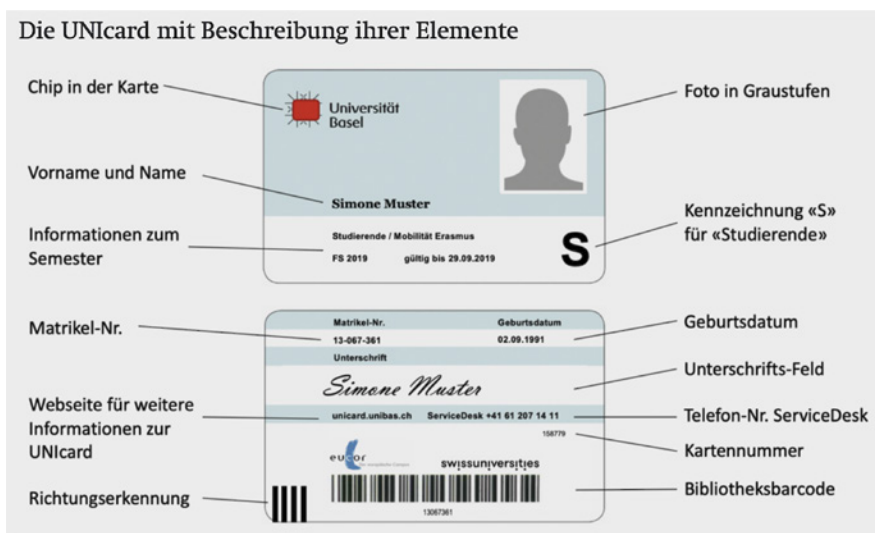 Die UNIcard mit Beschreibung ihrer Elemente
Chip in der Karte
Universität
Basel
Foto in Graustufen
Vorname und Name
Simone Muster
Kennzeichnung «S»
für «Studierende»
Informationen zum
Semester
Studierende / Mobilität Erasmus
FS 2019 gültig bis 29.09.2019
S
Matrikel-Nr.
Matrikel-Nr. Geburtsdatum
13-067-361 02.09.1991
Geburtsdatum
Unterschrift
Unterschrifts-Feld
Simone Muster
Webseite für weitere
Informationen zur
UNIcard
unicard.unibas.ch ServiceDesk +41 61 207 14 11
Telefon-Nr. ServiceDesk
158779
Kartennummer
eucor
swissuniversities
Bibliotheksbarcode
Richtungserkennung
13067361